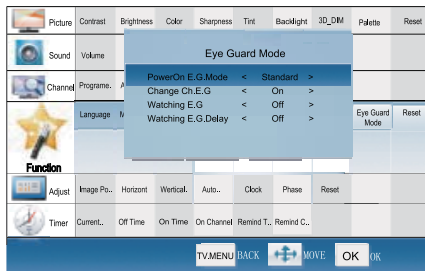 Picture Contrast Brightness Color Sharpness Tint Backlight 3D_DIM Palette Reset
Sound Volume
Eye Guard Mode
PowerOn E.G.Mode < Standard >
Change Ch.E.G < On >
Watching E.G < Off >
Watching E.G.Delay < Off >
Channel Programe.. A
Function Language M Eye Guard Mode Reset
Adjust Image Po.. Horizont Wertical. Auto.. Clock Phase Reset
Timer Current.. Off Time On Time On Channel Remind T.. Remind C..
TV.MENU BACK MOVE OK OK